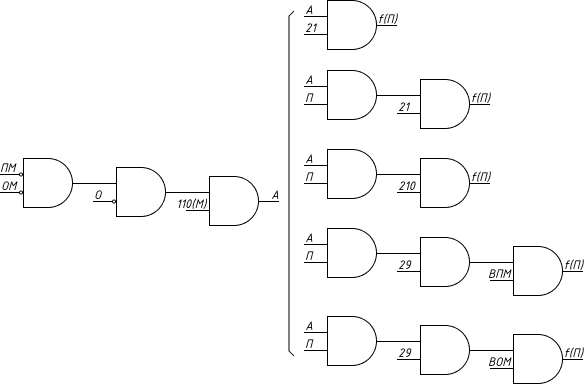 ПМ
ОМ
О
110(М)
А
А
21
f(П)
А
П
21
f(П)
А
П
210
f(П)
А
П
29
ВПМ
f(П)
А
П
29
ВОМ
f(П)